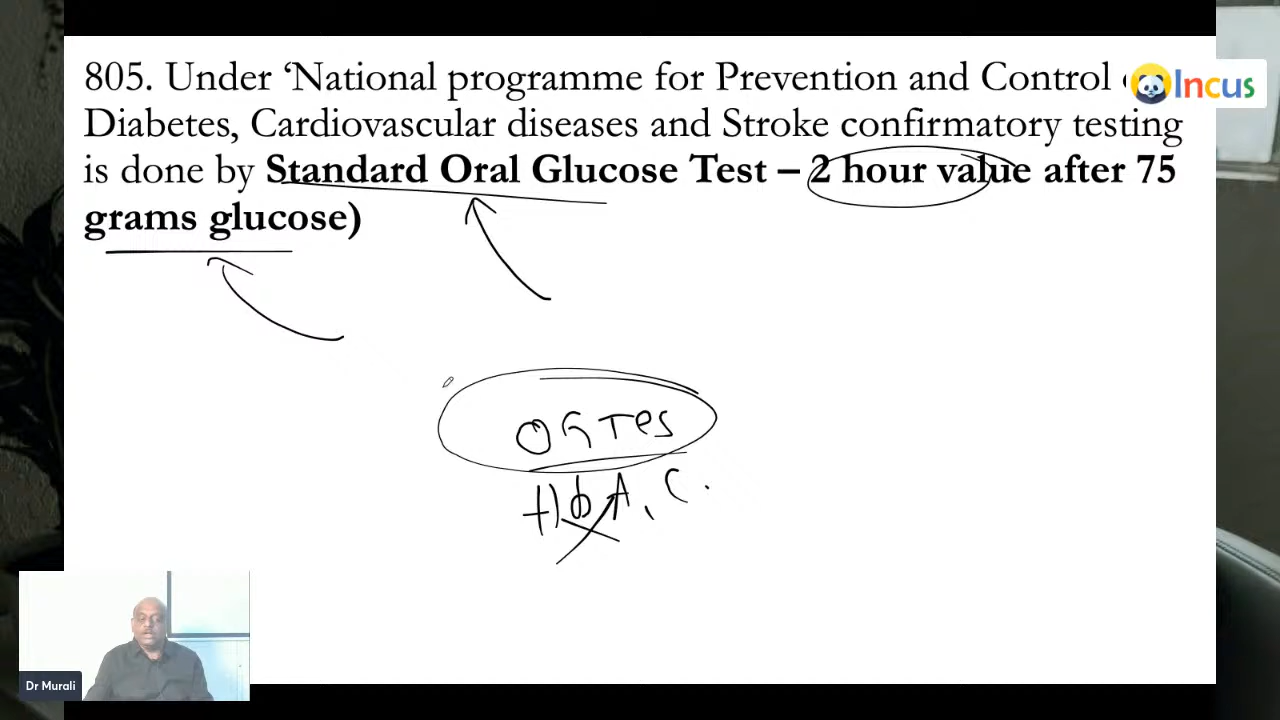 805. Under ‘National programme for Prevention and Control
Incus
Diabetes, Cardiovascular diseases and Stroke confirmatory testing
is done by Standard Oral Glucose Test – 2 hour value after 75
grams glucose)
OGTes
HbA1C.
Dr Murali